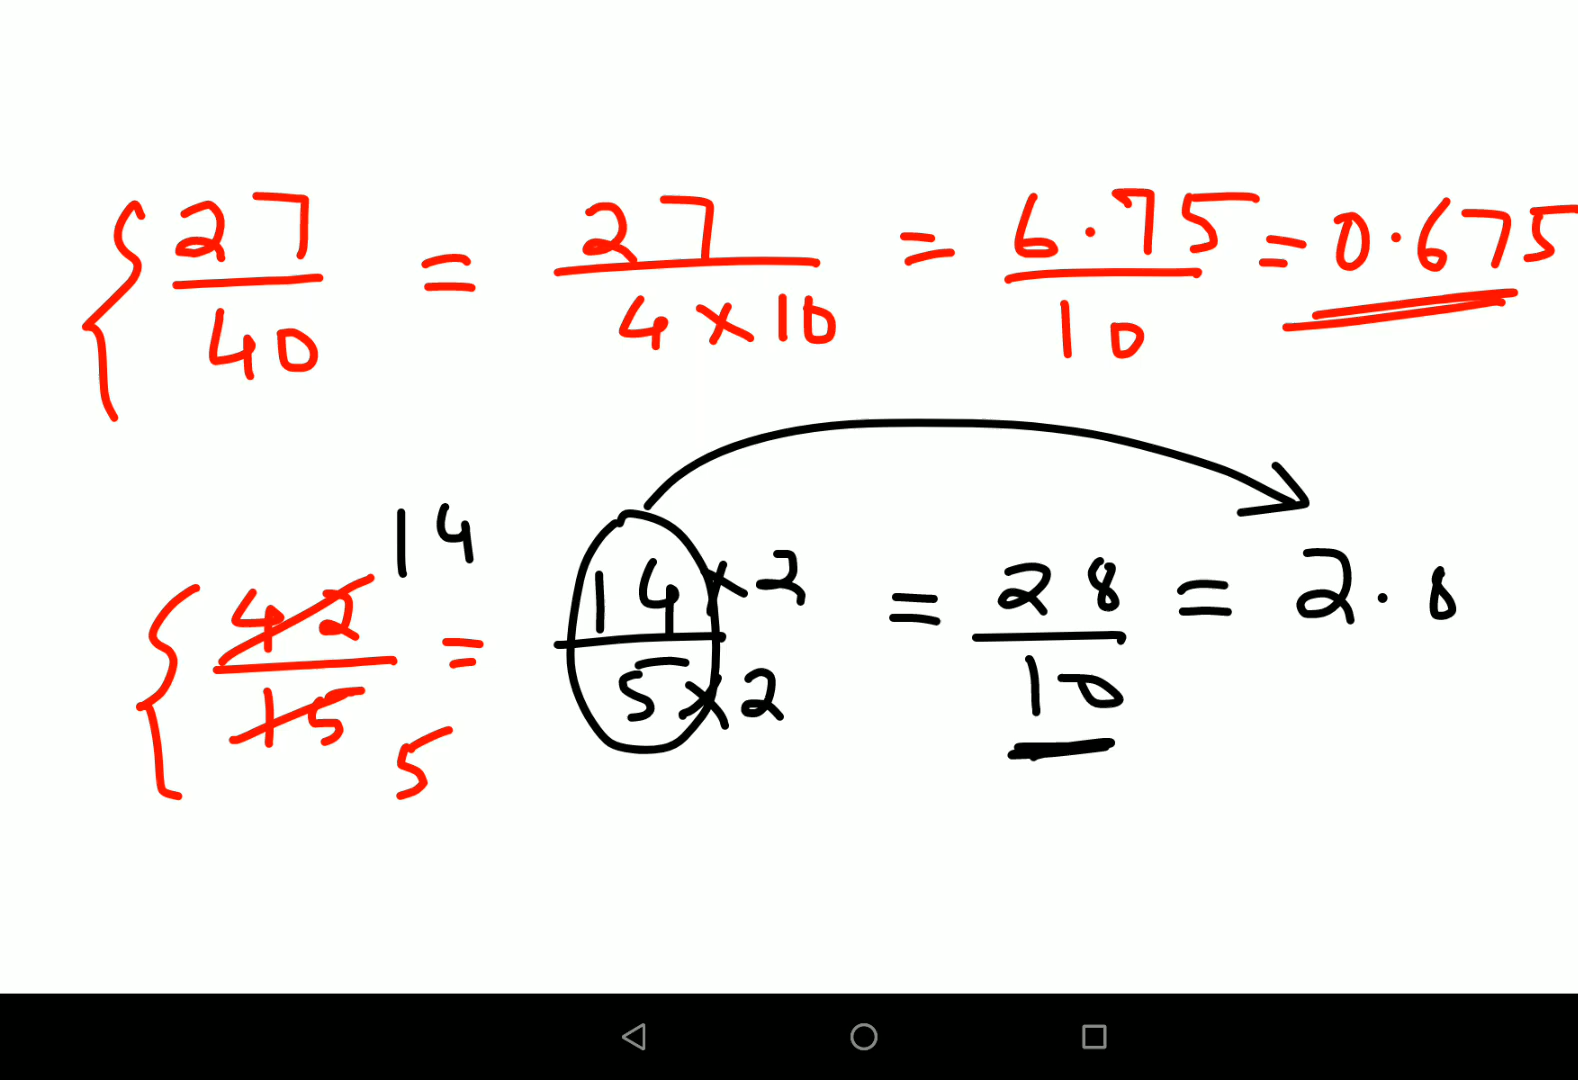 27/40 = 27/(4 × 10) = 6.75/10 = 0.675
42/15 14 5 = 14 × 2/5 × 2 = 28/10 = 2.8